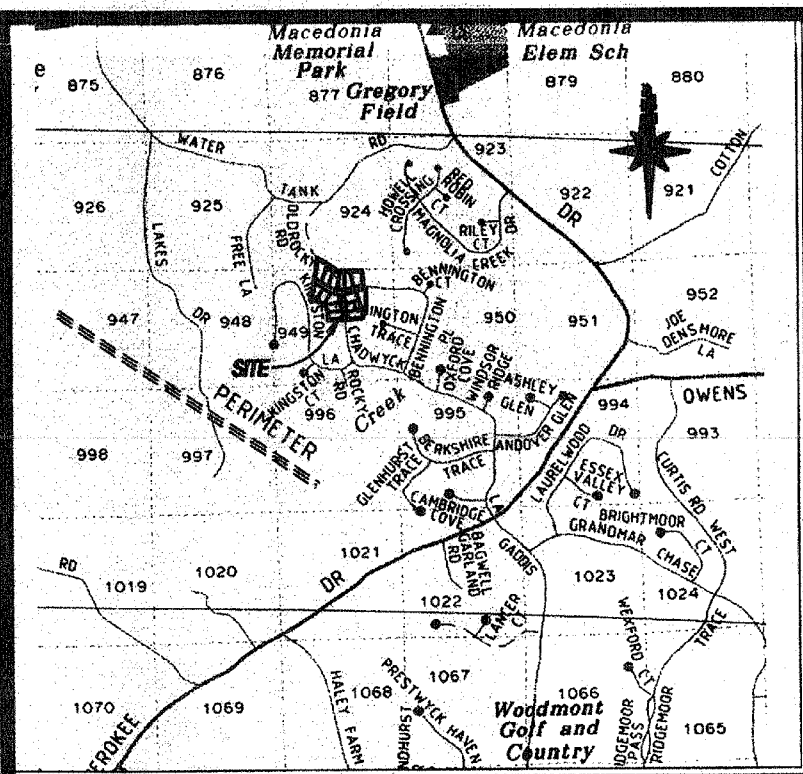 Macedonia
Memorial
Park
Macedonia
Elem Sch
e
875
876
877
Gregory
Field
879
880
WATER
TANK
RD
923
922
921
COTTON
926
925
924
HOWELL
CROSSING
RED
ROBIN
CT
MAGNOLIA CREEK
RILEY
CT
RD
DR
LAKES
DR
FREE LA
OLD ROCKY
RD
KINGSTON
BENNINGTON
CT
947
948
949
950
951
952
INGTON
TRACE
CHADWYCK
BENNINGTON
PL
OXFORD
COVE
WINDSOR
RIDGE
ASHLEY
GLEN
JOE
DENSMORE
LA
SITE
LA
KINGSTON CT
ROCKY
RD
Creek
PERIMETER
996
995
994
OWENS
993
998
997
GLENHURST
TRACE
BERKSHIRE
TRACE
ANDOVER GLEN
LAURELWOOD
DR
ESSEX
VALLEY
CT
CURTIS RD WEST
CAMBRIDGE
COVE
LA
BRIGHTMOOR
CT
GRANDMAR CHASE
BAGWELL
GARLAND
RD
GADDIS
RD
1019
1020
1021
DR
1022
1023
1024
LANCER
CT
WEXFORD
CT
TRACE
1070
1069
1068
1067
1066
1065
HALEY FARM
PRESTWYCK HAVEN
NDHURST
Woodmont
Golf and
Country
DGEMOOR
PASS
RIDGEMOOR
EROKEE